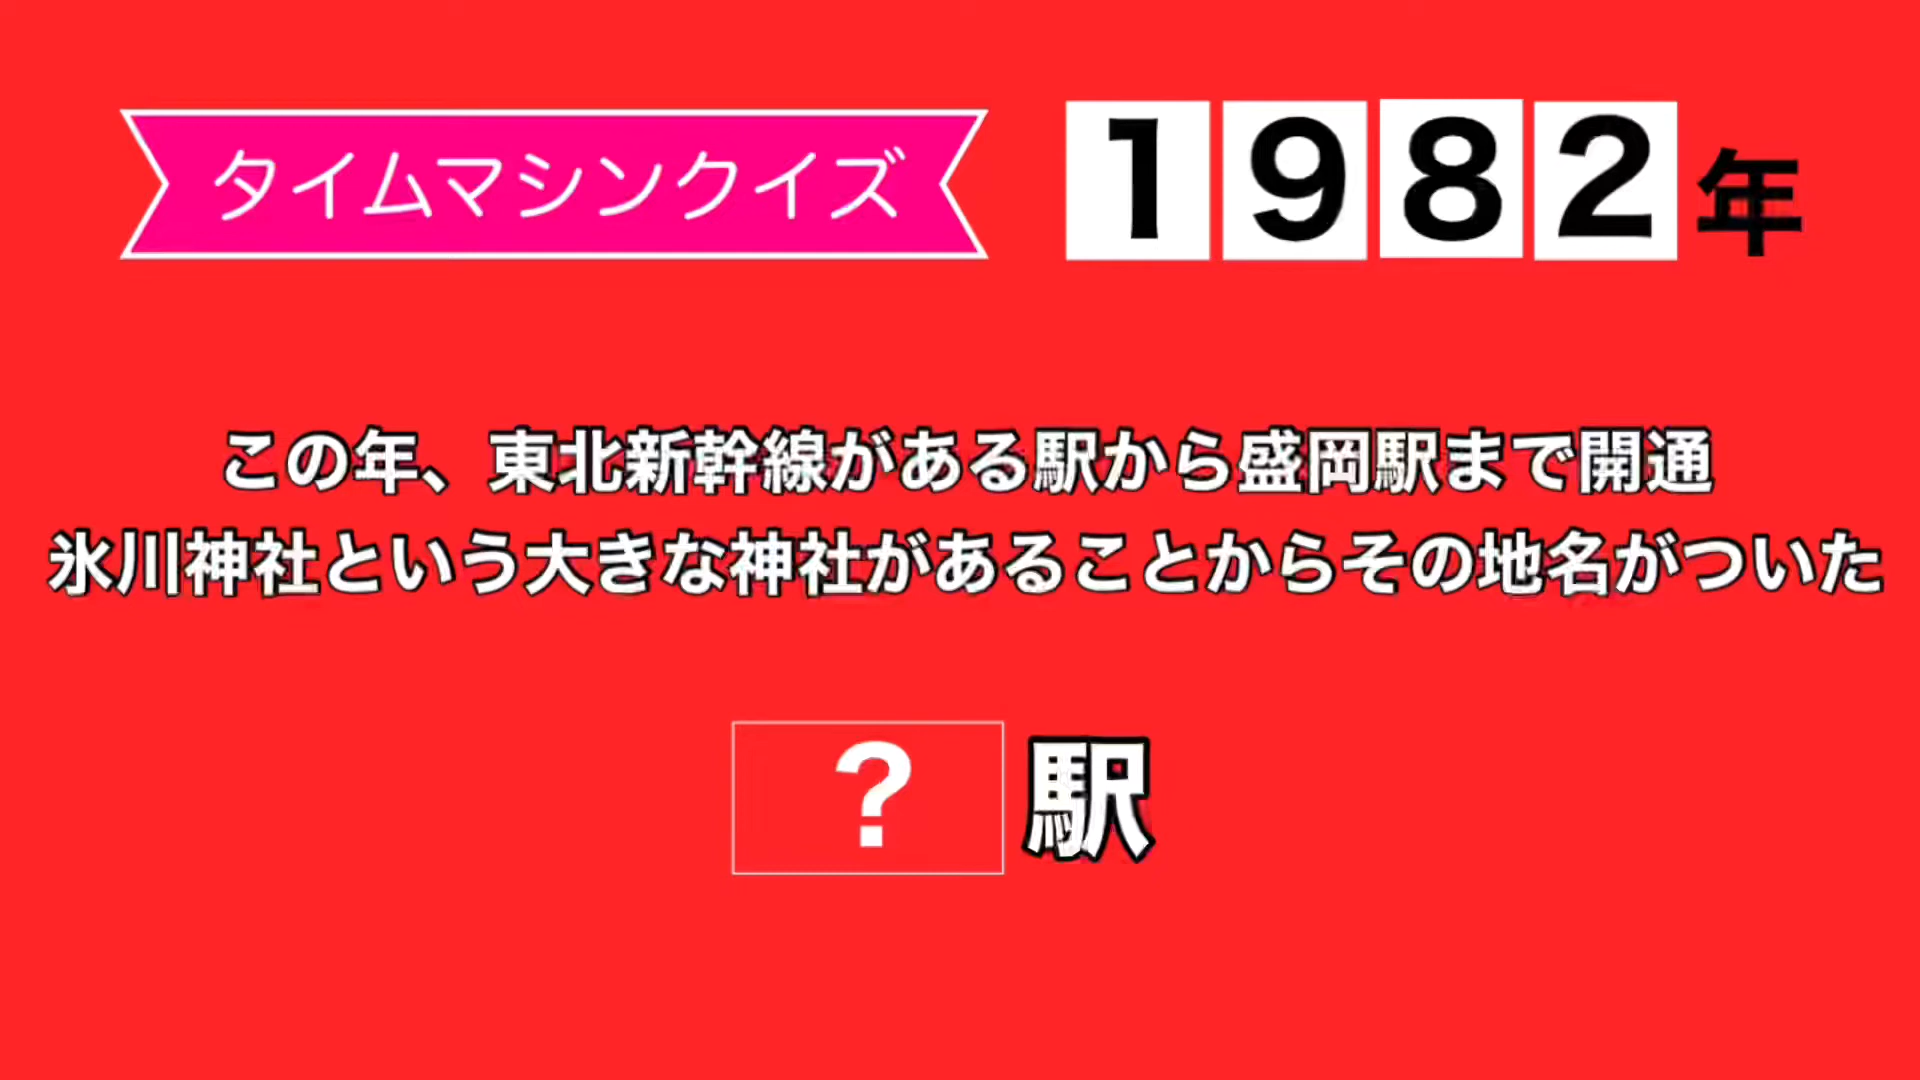 タイムマシンクイズ
1982年
この年、東北新幹線がある駅から盛岡駅まで開通
氷川神社という大きな神社があることからその地名がついた
?駅